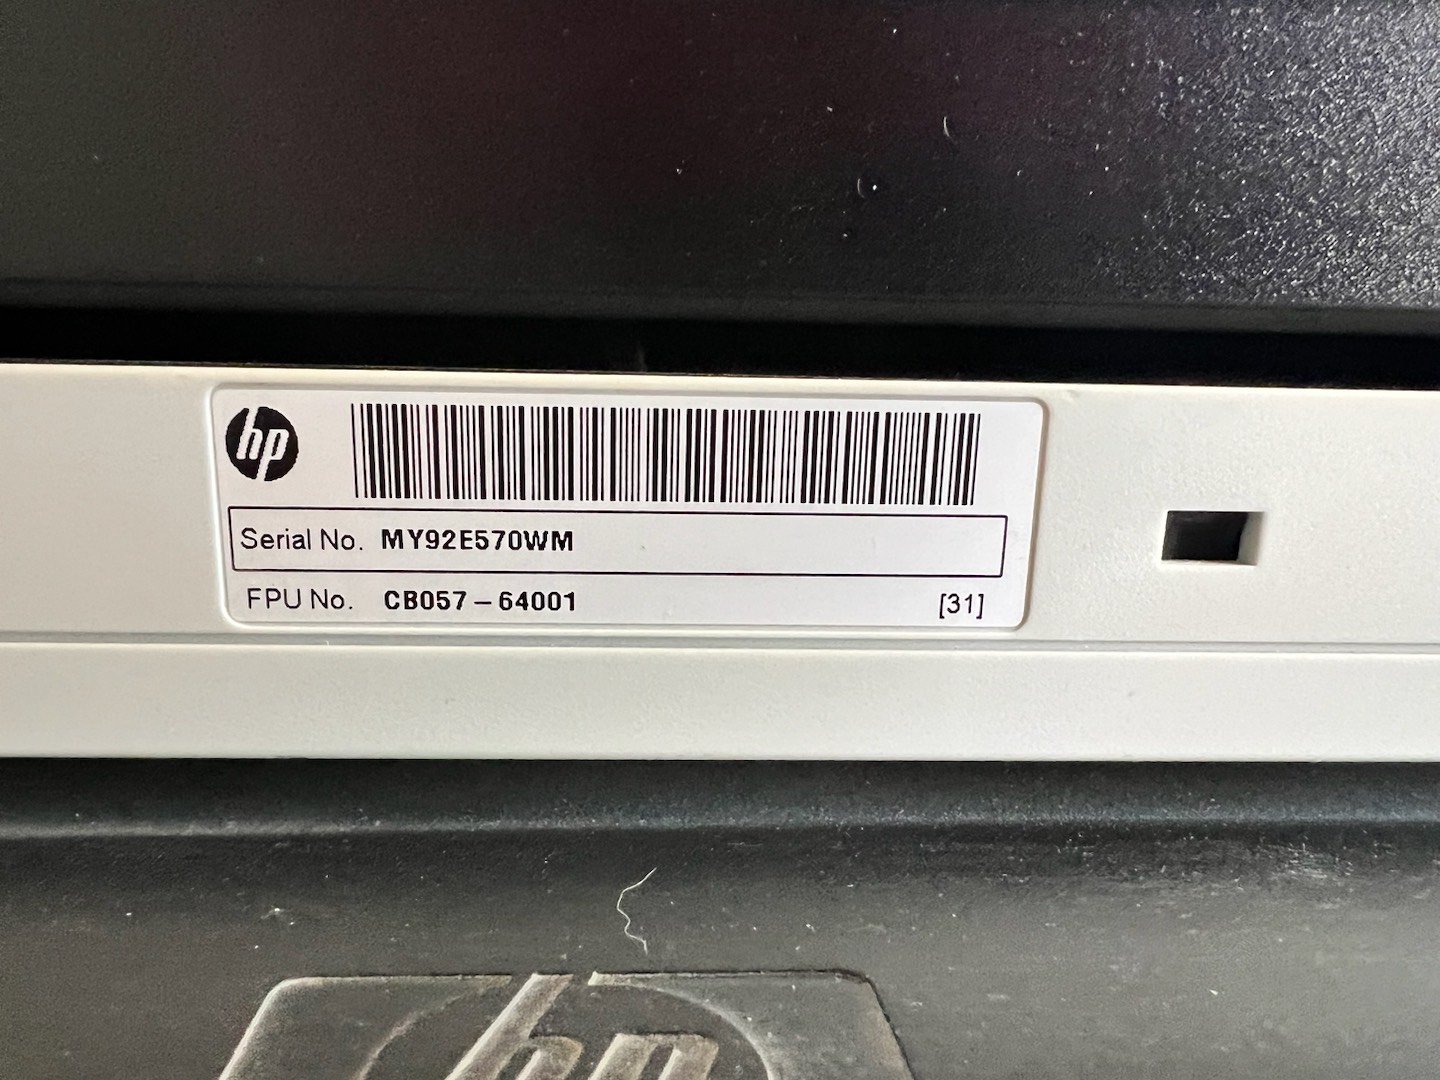 hp
Serial No. MY92E570WM
FPU No. CB057-64001 [31]
hp